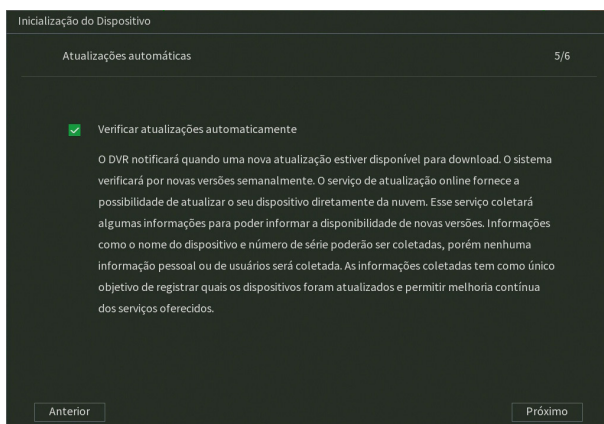 Inicialização do Dispositivo
Atualizações automáticas 5/6
Verificar atualizações automaticamente
O DVR notificará quando uma nova atualização estiver disponível para download. O sistema
verificará por novas versões semanalmente. O serviço de atualização online fornece a
possibilidade de atualizar o seu dispositivo diretamente da nuvem. Esse serviço coletará
algumas informações para poder informar a disponibilidade de novas versões. Informações
como o nome do dispositivo e número de série poderão ser coletadas, porém nenhuma
informação pessoal ou de usuários será coletada. As informações coletadas tem como único
objetivo de registrar quais os dispositivos foram atualizados e permitir melhoria contínua
dos serviços oferecidos.
Anterior Próximo